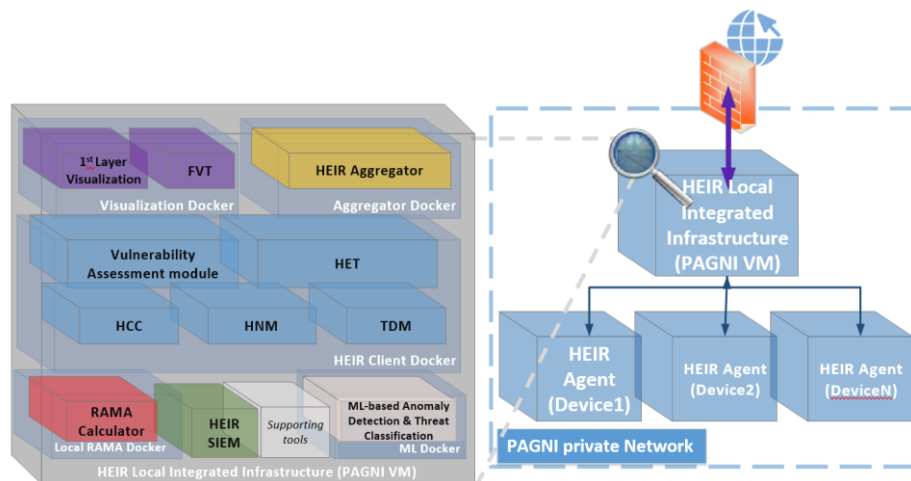 1st Layer
Visualization
FVT
Visualization Docker
HEIR Aggregator
Aggregator Docker
Vulnerability
Assessment module
HET
HCC
HNM
TDM
HEIR Client Docker
RAMA
Calculator
Local RAMA Docker
HEIR
SIEM
Supporting
tools
ML-based Anomaly
Detection & Threat
Classification
ML Docker
HEIR Local Integrated Infrastructure (PAGNI VM)
HEIR Local
Integrated
Infrastructure
(PAGNI VM)
HEIR
Agent
(Device1)
HEIR Agent
(Device2)
HEIR Agent
(DeviceN)
PAGNI private Network